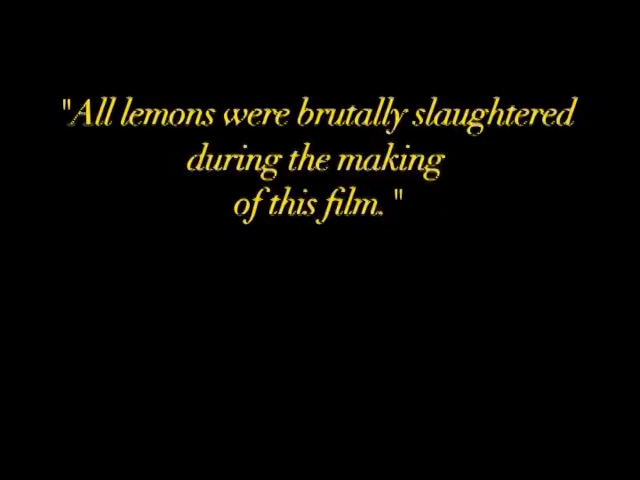 "All lemons were brutally slaughtered
during the making
of this film. "